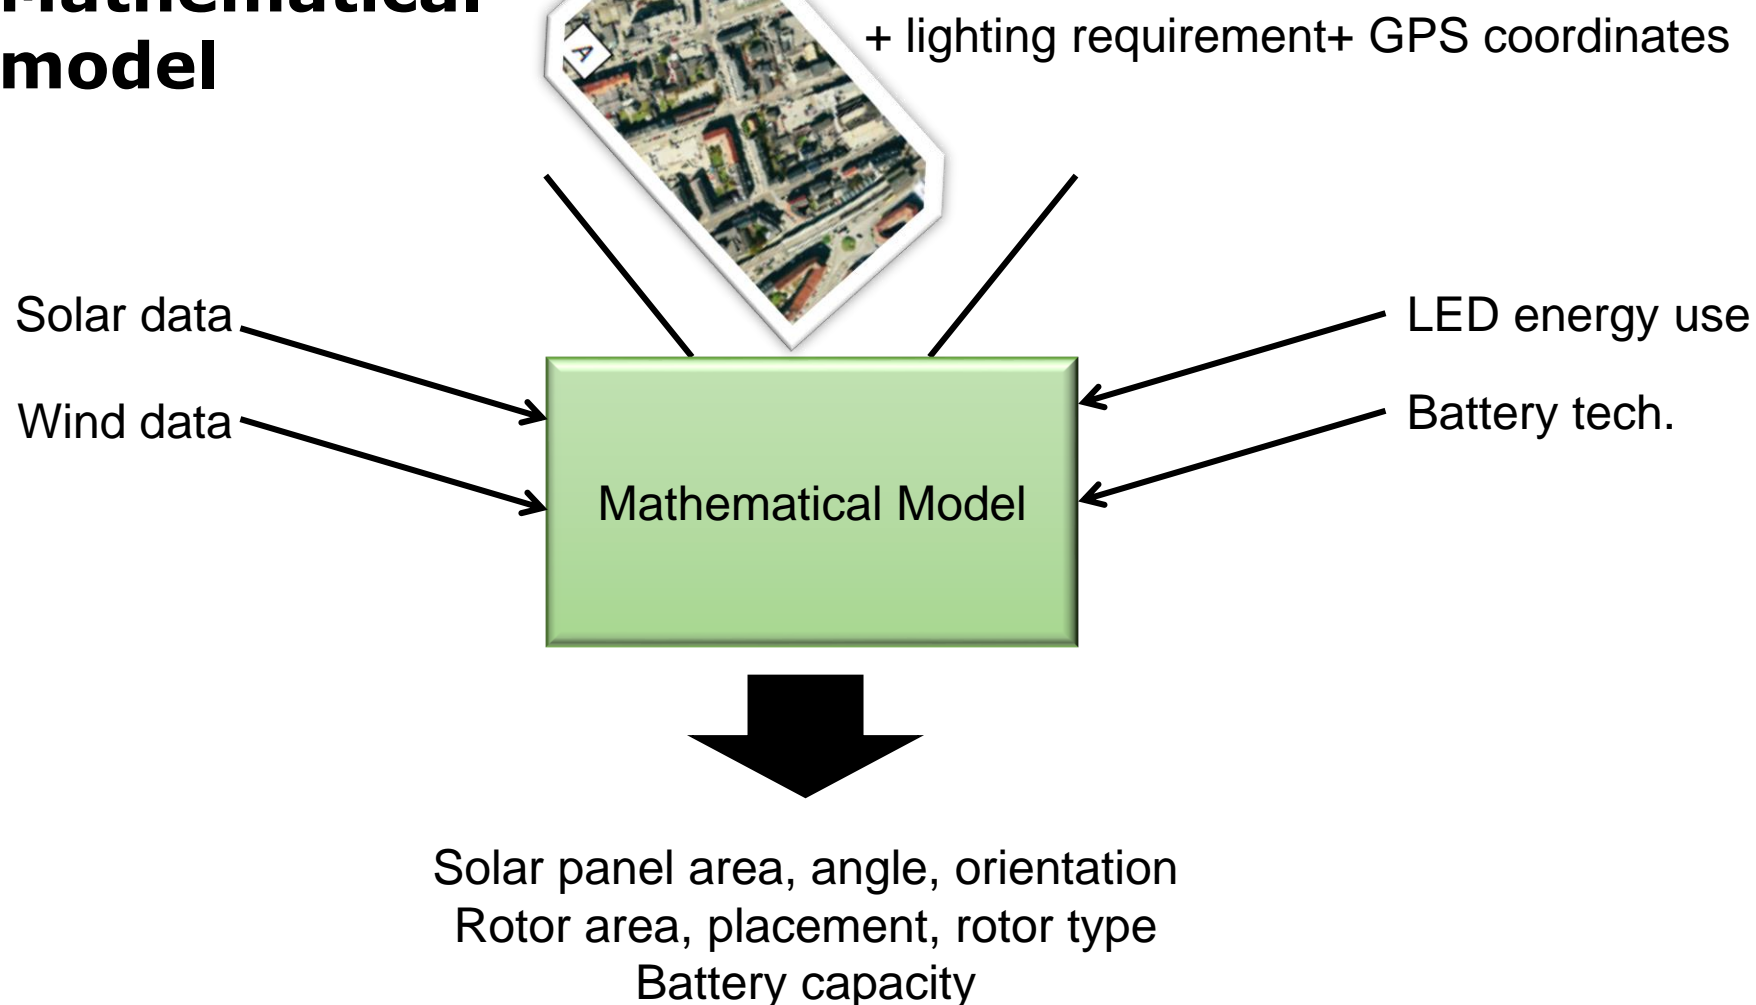 Mathematical
model
A
+ lighting requirement+ GPS coordinates
Solar data
Wind data
LED energy use
Battery tech.
Mathematical Model
Solar panel area, angle, orientation
Rotor area, placement, rotor type
Battery capacity